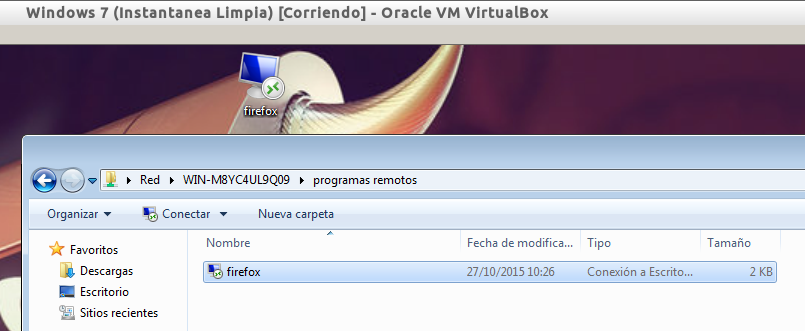 Windows 7 (Instantanea Limpia) [Corriendo] - Oracle VM VirtualBox
firefox
Red WIN-M8YC4UL9Q09 programas remotos
Organizar Conectar Nueva carpeta
Favoritos
Descargas
Escritorio
Sitios recientes
Nombre Fecha de modifica... Tipo Tamaño
firefox 27/10/2015 10:26 Conexión a Escrito... 2 KB